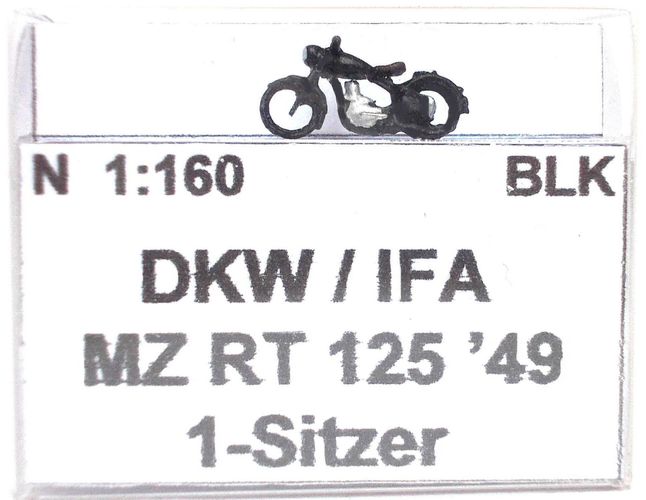 N 1:160 BLK
DKW / IFA
MZ RT 125 ’49
1-Sitzer